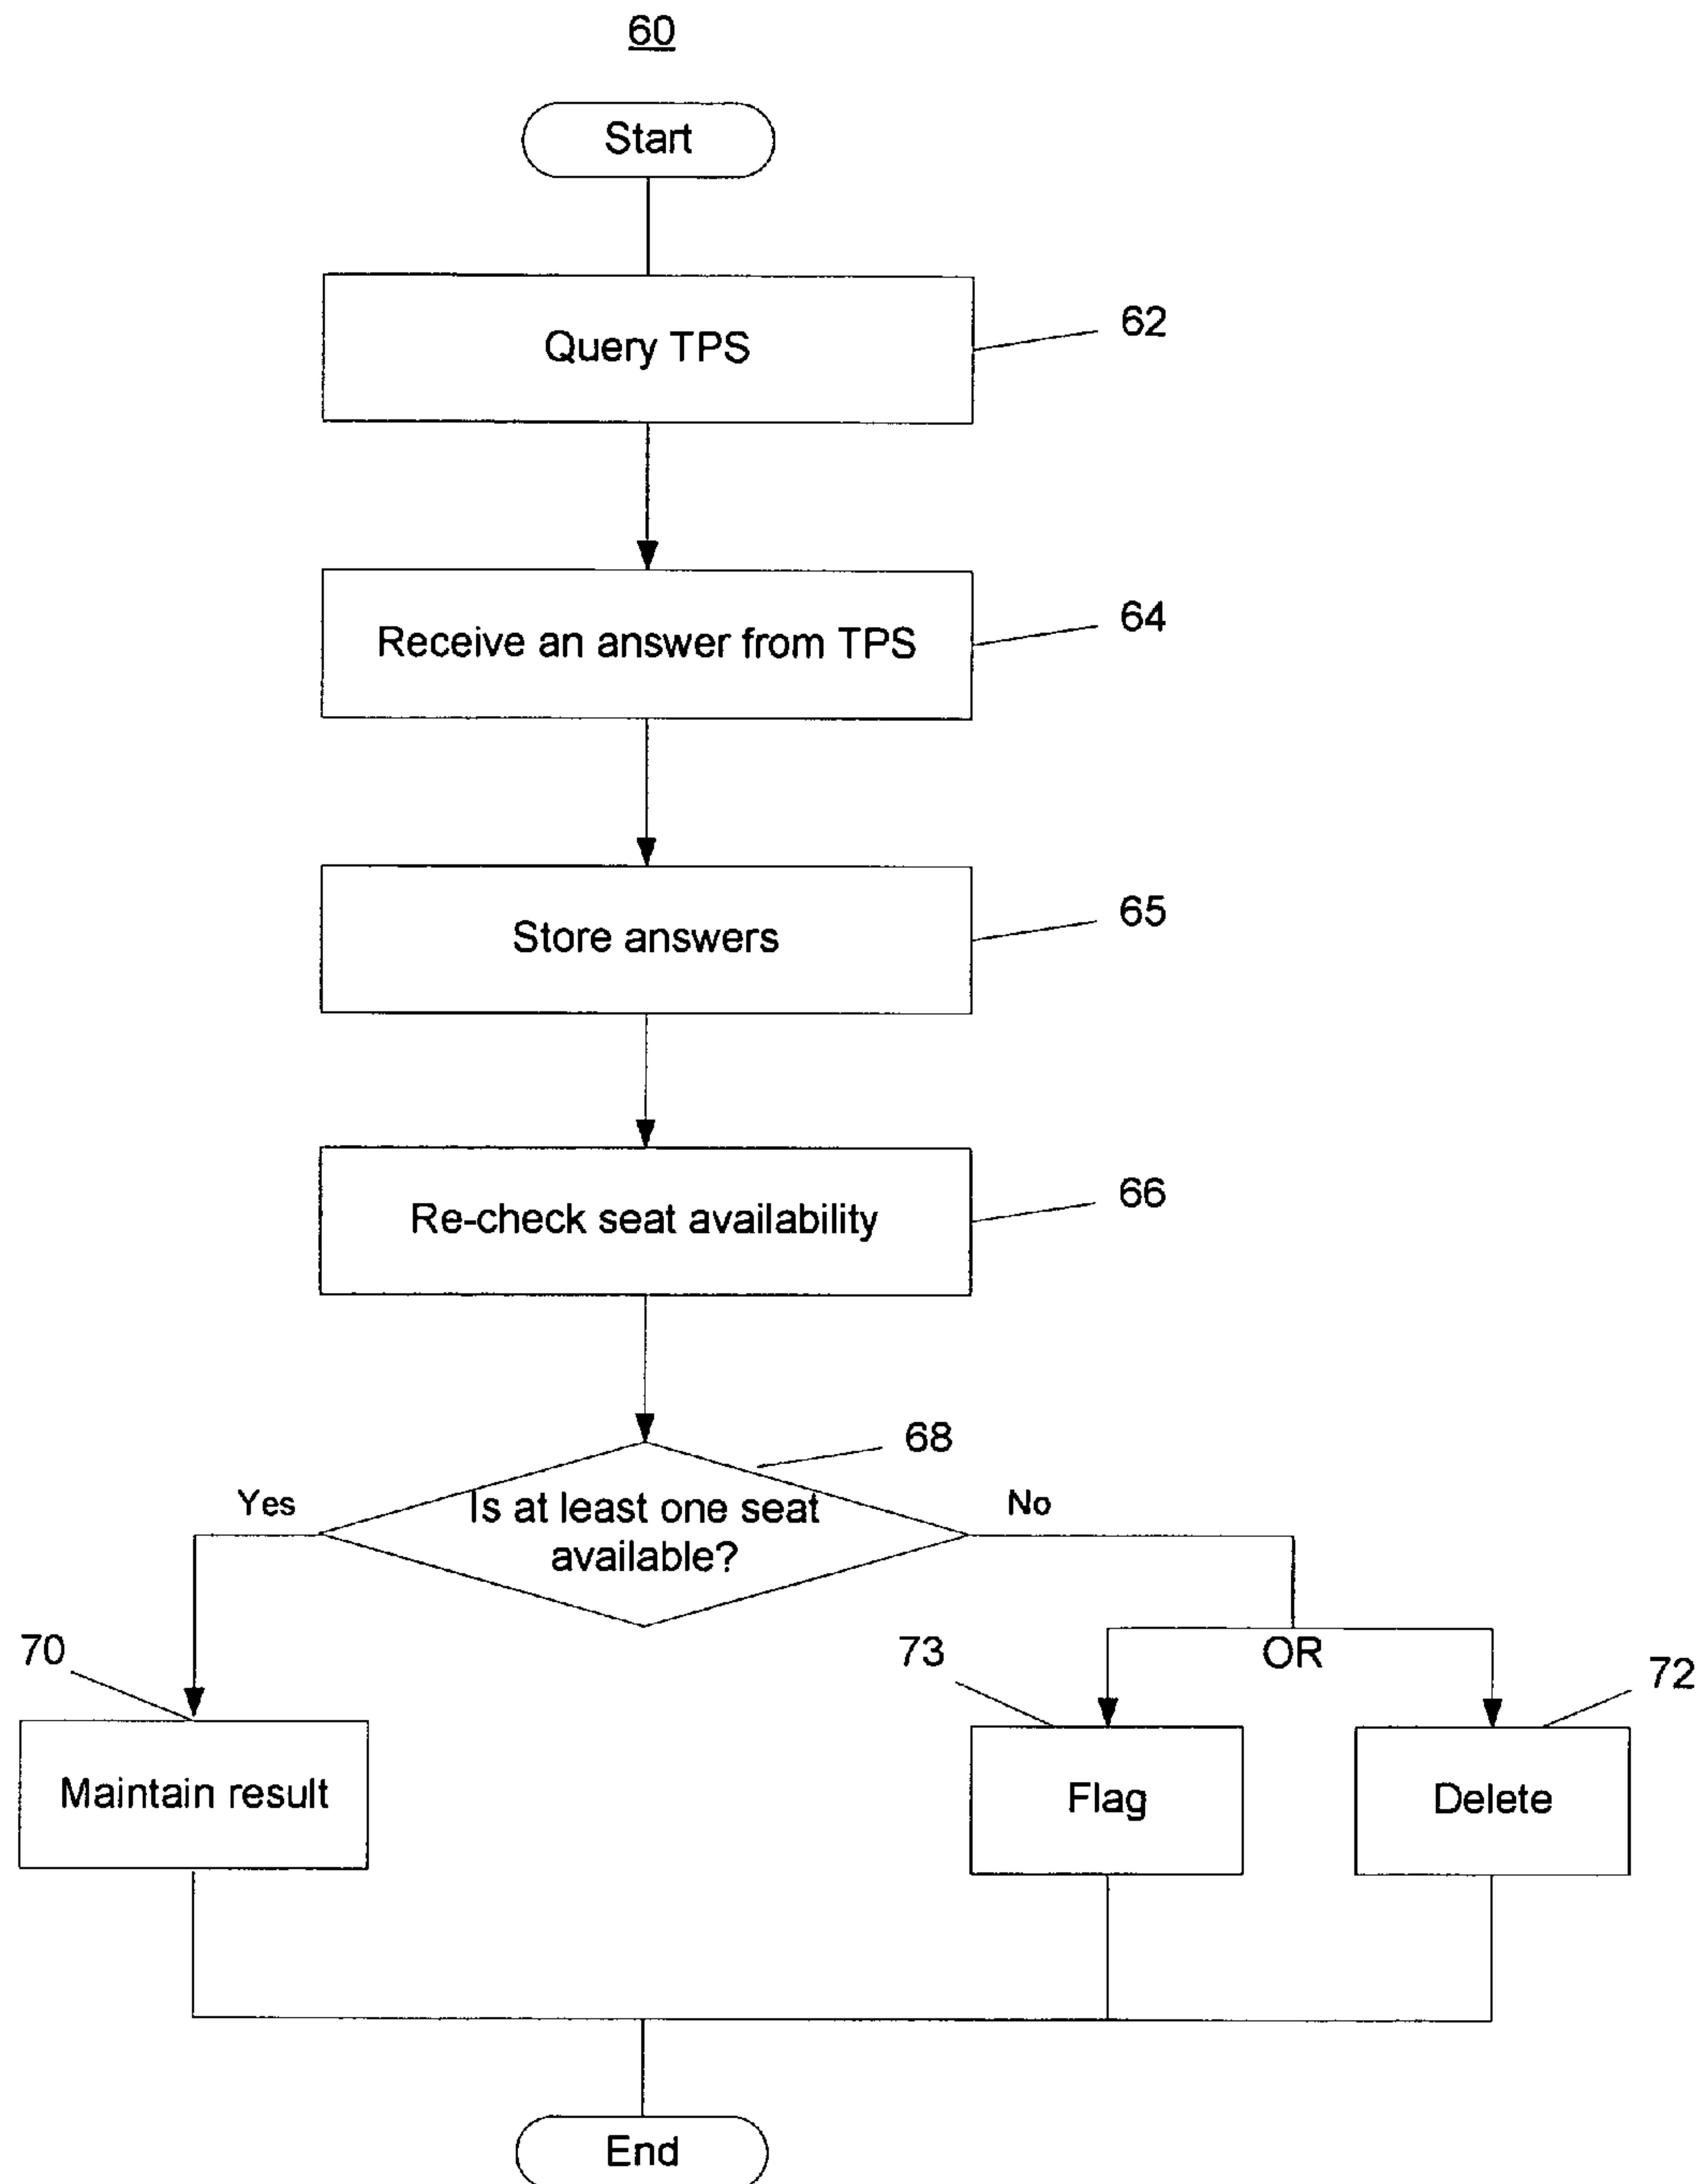 60
Start
Query TPS
62
Receive an answer from TPS
64
Store answers
65
Re-check seat availability
66
68
Yes
Is at least one seat
available?
No
70
73
OR
72
Maintain result
Flag
Delete
End